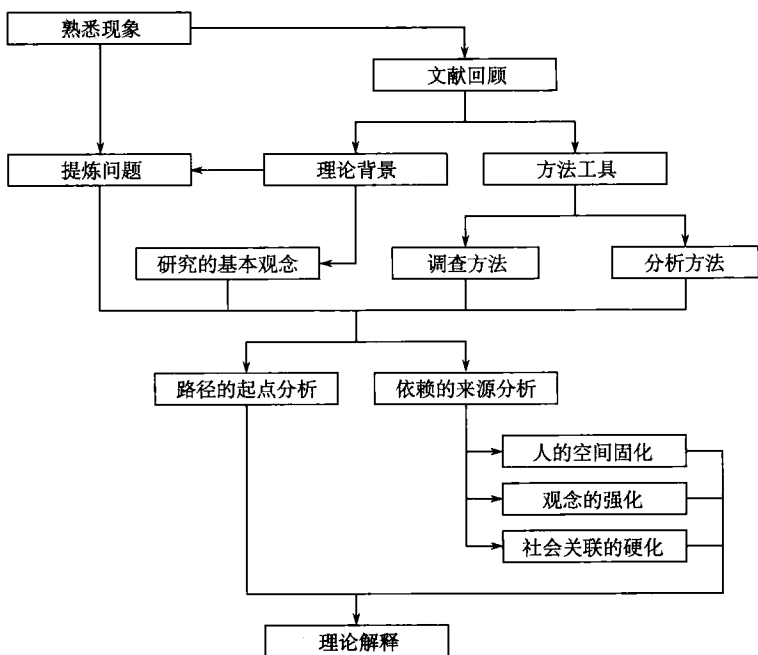 熟悉现象
文献回顾
提炼问题
理论背景
方法工具
研究的基本观念
调查方法
分析方法
路径的起点分析
依赖的来源分析
人的空间固化
观念的强化
社会关联的硬化
理论解释